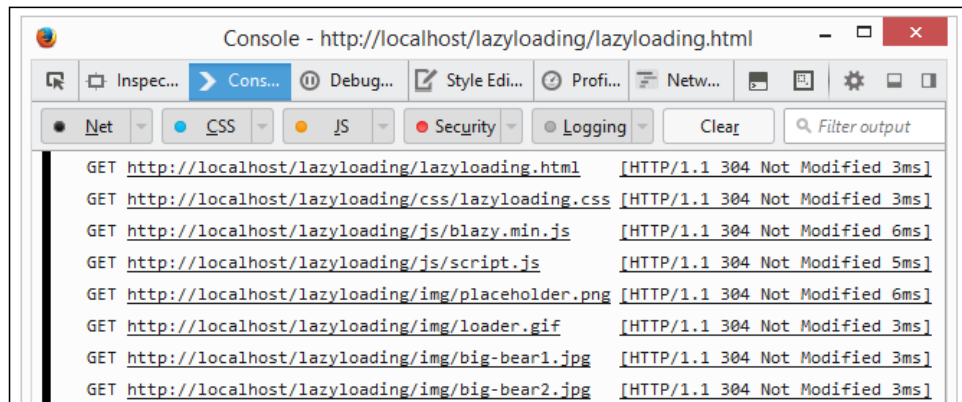 Console - http://localhost/lazyloading/lazyloading.html
Inspec... Cons... Debug... Style Edi... Profi... Netw...
Net CSS JS Security Logging Clear Filter output
GET http://localhost/lazyloading/lazyloading.html [HTTP/1.1 304 Not Modified 3ms]
GET http://localhost/lazyloading/css/lazyloading.css [HTTP/1.1 304 Not Modified 3ms]
GET http://localhost/lazyloading/js/blazy.min.js [HTTP/1.1 304 Not Modified 6ms]
GET http://localhost/lazyloading/js/script.js [HTTP/1.1 304 Not Modified 5ms]
GET http://localhost/lazyloading/img/placeholder.png [HTTP/1.1 304 Not Modified 6ms]
GET http://localhost/lazyloading/img/loader.gif [HTTP/1.1 304 Not Modified 3ms]
GET http://localhost/lazyloading/img/big-bear1.jpg [HTTP/1.1 304 Not Modified 3ms]
GET http://localhost/lazyloading/img/big-bear2.jpg [HTTP/1.1 304 Not Modified 3ms]